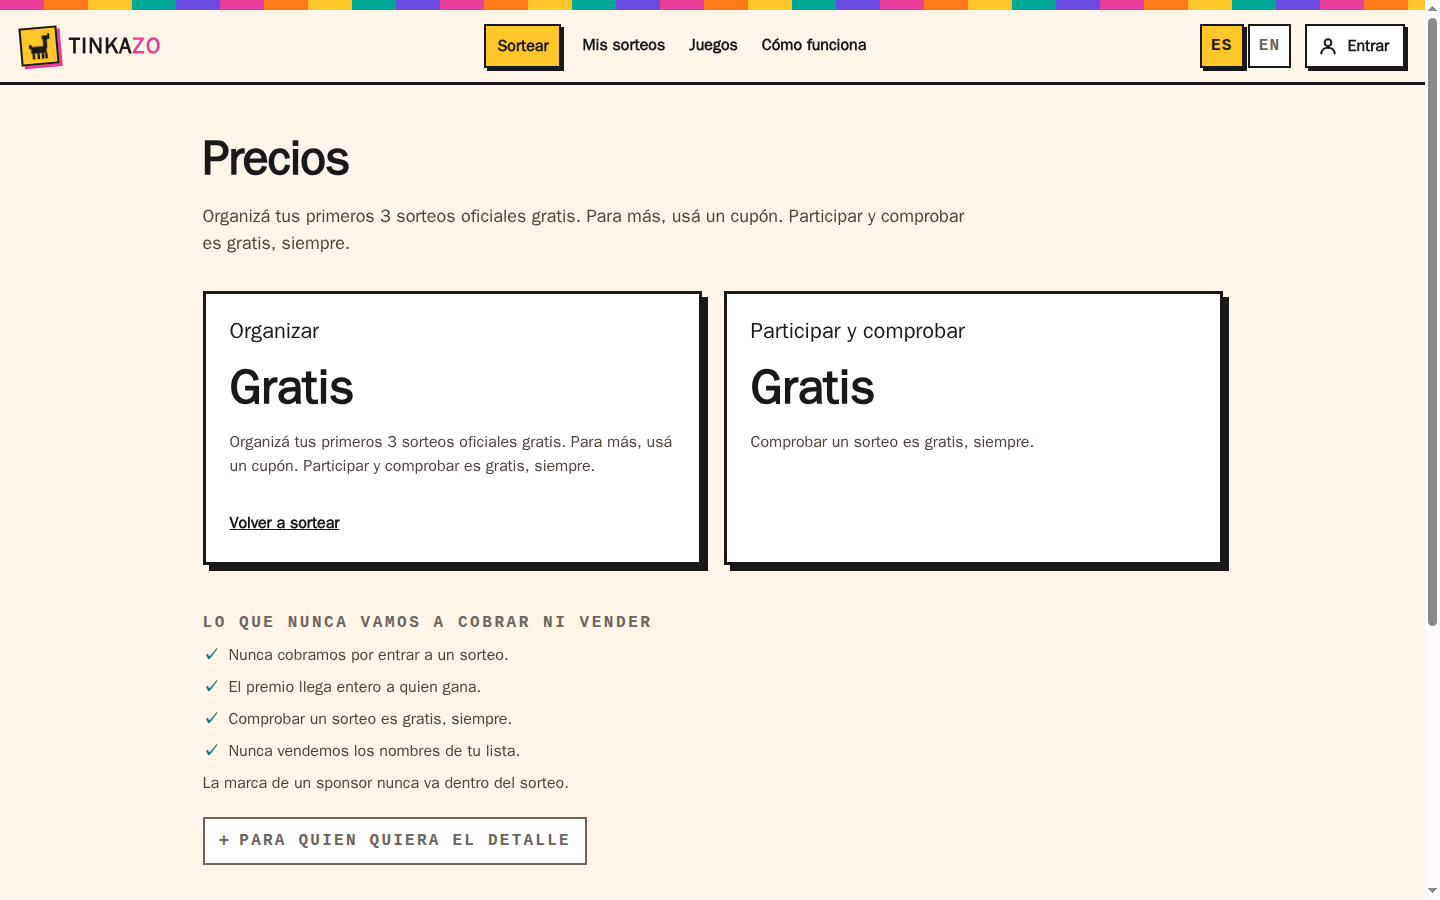 TINKAZO
Sortear
Mis sorteos
Juegos
Cómo funciona
ES
EN
Entrar
Precios
Organizá tus primeros 3 sorteos oficiales gratis. Para más, usá un cupón. Participar y comprobar
es gratis, siempre.
Organizar
Gratis
Organizá tus primeros 3 sorteos oficiales gratis. Para más, usá
un cupón. Participar y comprobar es gratis, siempre.
Volver a sortear
Participar y comprobar
Gratis
Comprobar un sorteo es gratis, siempre.
LO QUE NUNCA VAMOS A COBRAR NI VENDER
✓ Nunca cobramos por entrar a un sorteo.
✓ El premio llega entero a quien gana.
✓ Comprobar un sorteo es gratis, siempre.
✓ Nunca vendemos los nombres de tu lista.
La marca de un sponsor nunca va dentro del sorteo.
+ PARA QUIEN QUIERA EL DETALLE